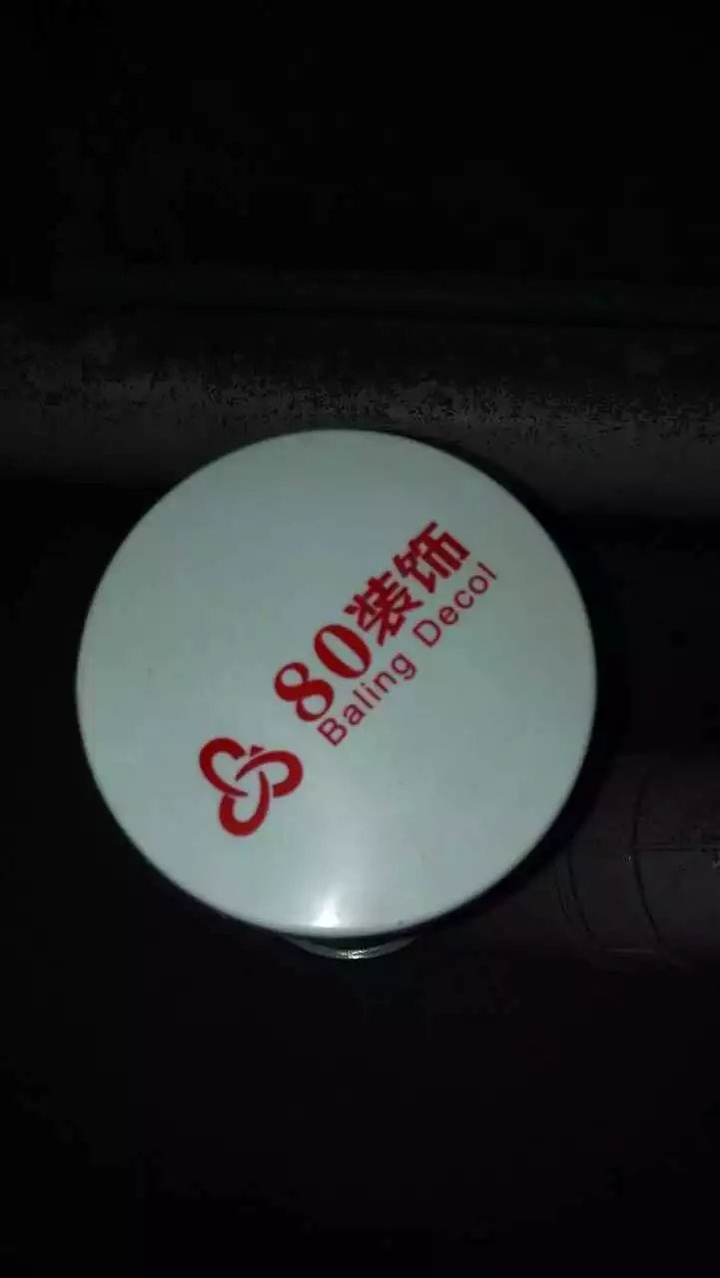 80装饰
Baling Decol